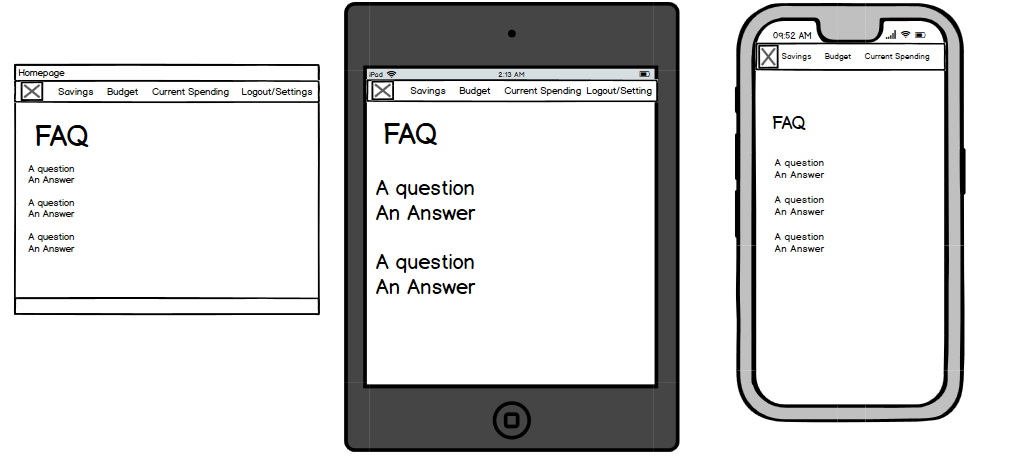 Homepage
Savings Budget Current Spending Logout/Settings
FAQ
A question
An Answer
A question
An Answer
A question
An Answer
iPad 2:13 AM
Savings Budget Current Spending Logout/Setting
FAQ
A question
An Answer
A question
An Answer
09:52 AM
Savings Budget Current Spending
FAQ
A question
An Answer
A question
An Answer
A question
An Answer